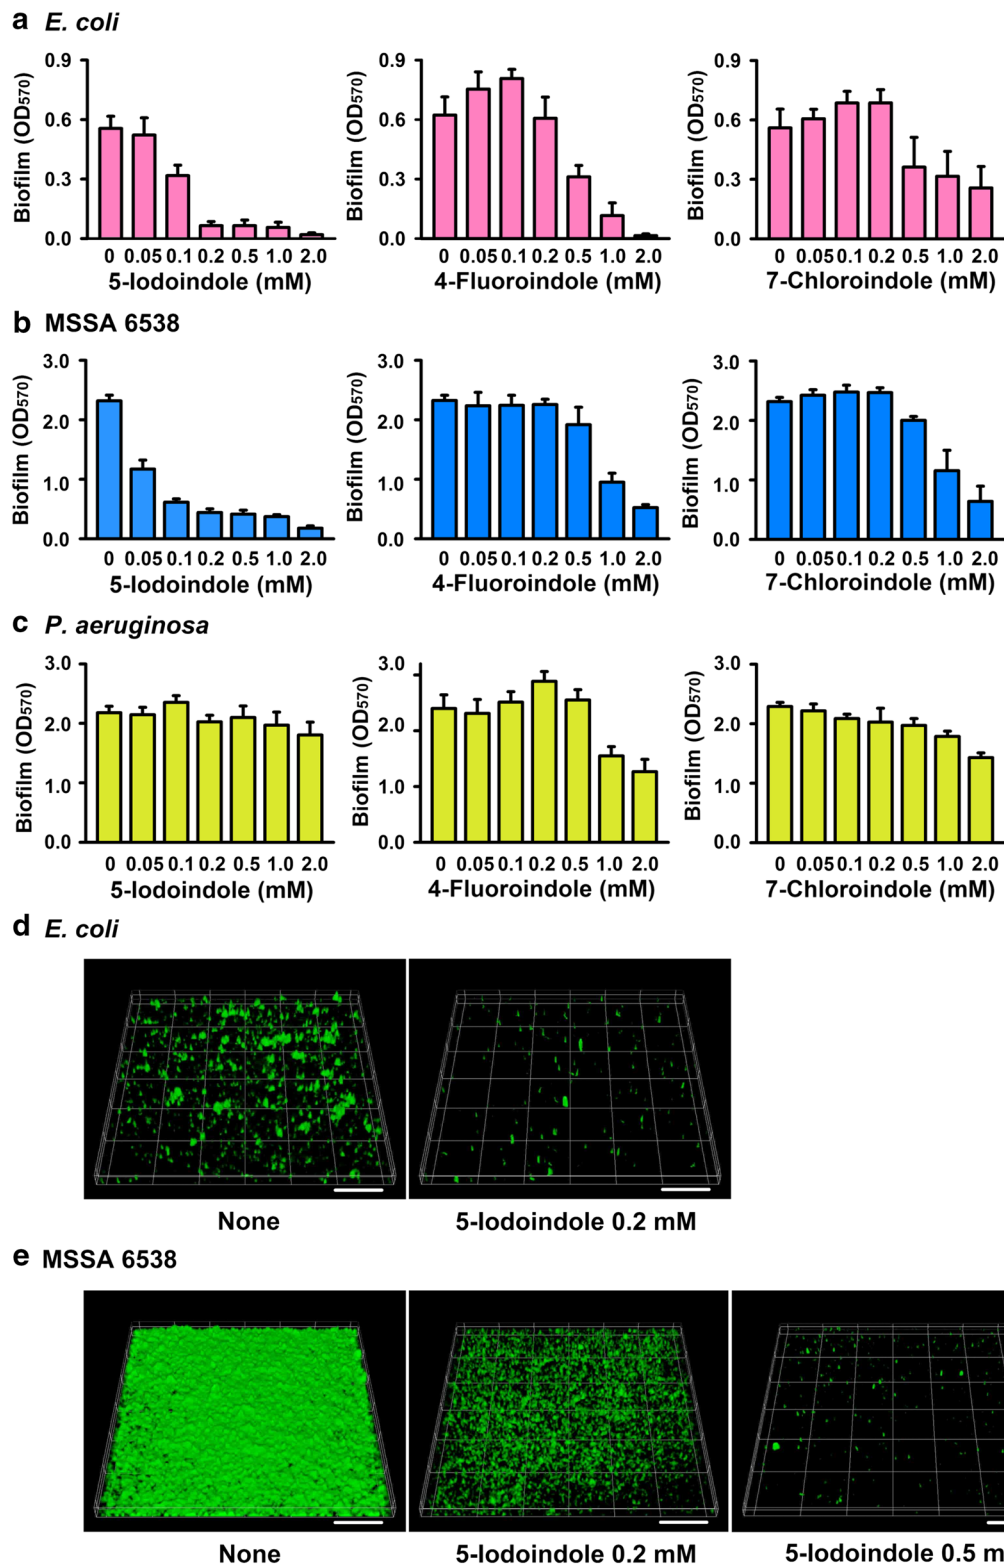 a E. coli
Biofilm (OD570)
0.9
0.6
0.3
0.0
0 0.05 0.1 0.2 0.5 1.0 2.0
5-Iodoindole (mM)
Biofilm (OD570)
0.9
0.6
0.3
0.0
0 0.05 0.1 0.2 0.5 1.0 2.0
4-Fluoroindole (mM)
Biofilm (OD570)
0.9
0.6
0.3
0.0
0 0.05 0.1 0.2 0.5 1.0 2.0
7-Chloroindole (mM)
b MSSA 6538
Biofilm (OD570)
3.0
2.0
1.0
0.0
0 0.05 0.1 0.2 0.5 1.0 2.0
5-Iodoindole (mM)
Biofilm (OD570)
3.0
2.0
1.0
0.0
0 0.05 0.1 0.2 0.5 1.0 2.0
4-Fluoroindole (mM)
Biofilm (OD570)
3.0
2.0
1.0
0.0
0 0.05 0.1 0.2 0.5 1.0 2.0
7-Chloroindole (mM)
c P. aeruginosa
Biofilm (OD570)
3.0
2.0
1.0
0.0
0 0.05 0.1 0.2 0.5 1.0 2.0
5-Iodoindole (mM)
Biofilm (OD570)
3.0
2.0
1.0
0.0
0 0.05 0.1 0.2 0.5 1.0 2.0
4-Fluoroindole (mM)
Biofilm (OD570)
3.0
2.0
1.0
0.0
0 0.05 0.1 0.2 0.5 1.0 2.0
7-Chloroindole (mM)
d E. coli
None
5-Iodoindole 0.2 mM
e MSSA 6538
None
5-Iodoindole 0.2 mM
5-Iodoindole 0.5 m